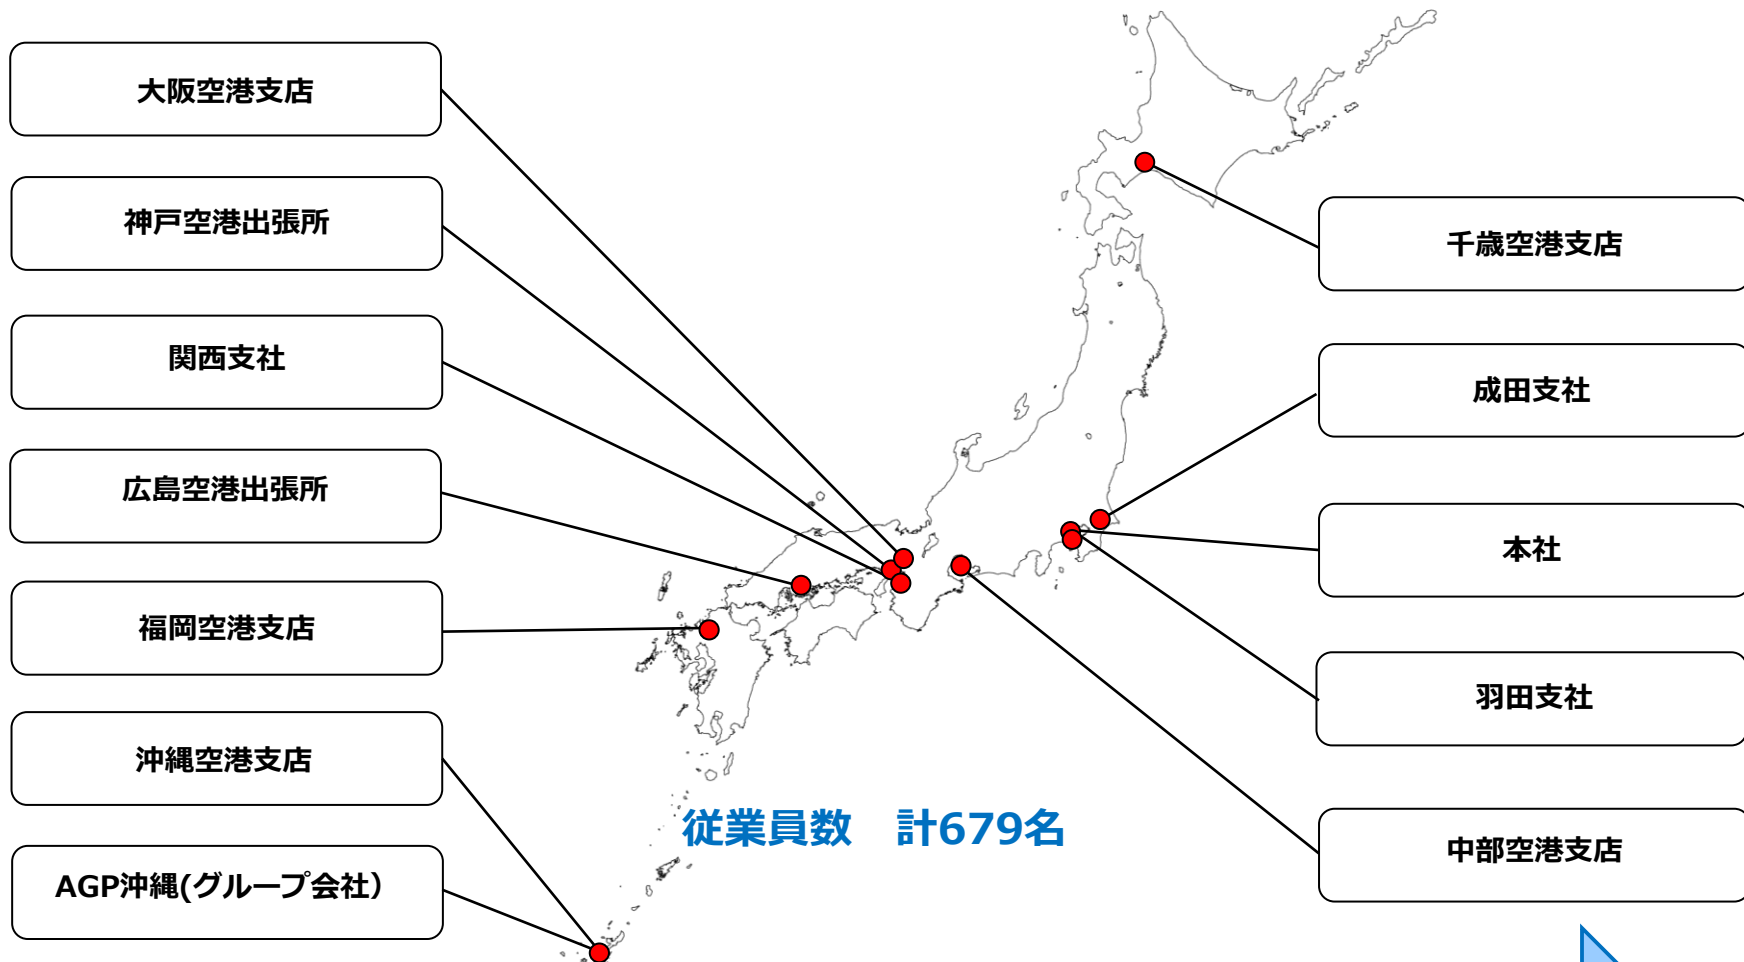 大阪空港支店
神戸空港出張所
関西支社
広島空港出張所
福岡空港支店
沖縄空港支店
AGP沖縄(グループ会社）
千歳空港支店
成田支社
本社
羽田支社
中部空港支店
従業員数　計679名